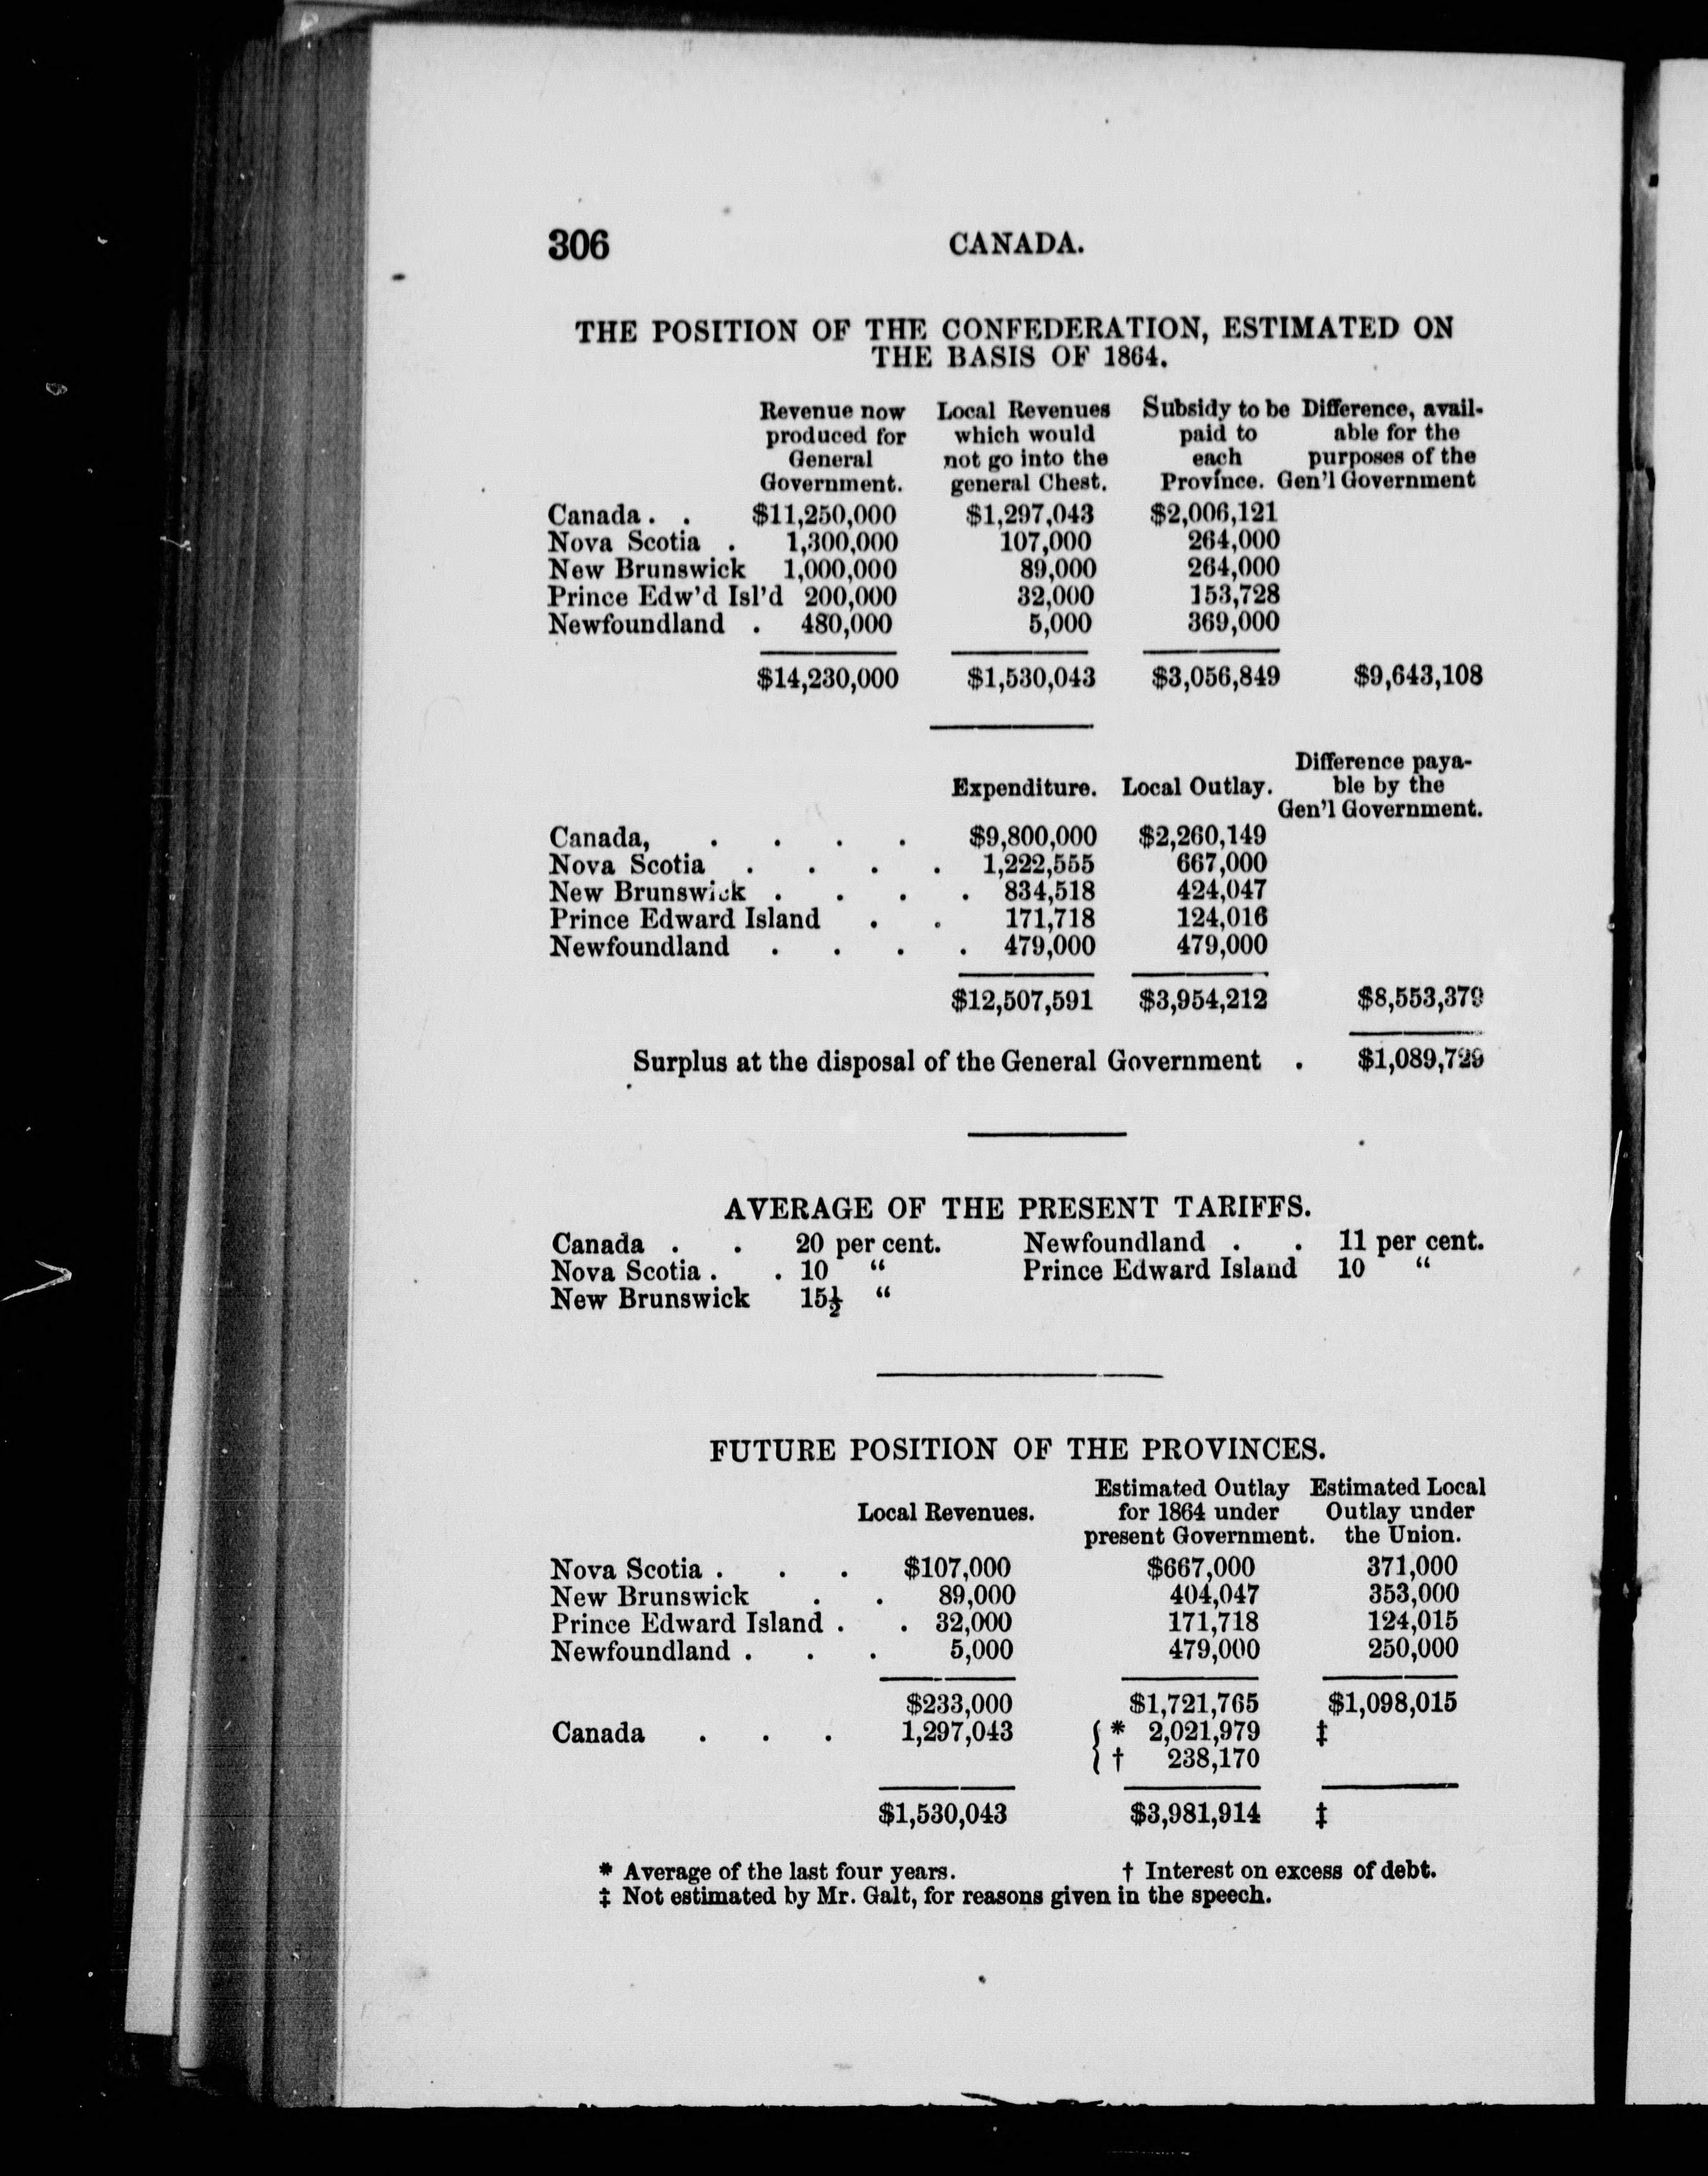 306 CANADA.
THE POSITION OF THE CONFEDERATION, ESTIMATED ON
THE BASIS OF 1864.
Revenue now Local Revenues Subsidy to be Difference, avail-
produced for which would paid to able for the
General not go into the each purposes of the
Government. general Chest. Province. Gen'l Government
Canada . . $11,250,000 $1,297,043 $2,006,121
Nova Scotia . 1,300,000 107,000 264,000
New Brunswick 1,000,000 89,000 264,000
Prince Edw'd Isl'd 200,000 32,000 153,728
Newfoundland . 480,000 5,000 369,000
$14,230,000 $1,530,043 $3,056,849 $9,643,108
Difference paya-
Expenditure. Local Outlay. ble by the
Gen'l Government.
Canada, . . . . $9,800,000 $2,260,149
Nova Scotia . . . . 1,222,555 667,000
New Brunswick . . . . 834,518 424,047
Prince Edward Island . . 171,718 124,016
Newfoundland . . . . 479,000 479,000
$12,507,591 $3,954,212 $8,553,379
Surplus at the disposal of the General Government . $1,089,729
AVERAGE OF THE PRESENT TARIFFS.
Canada . . 20 per cent. Newfoundland . . 11 per cent.
Nova Scotia . . 10 “ Prince Edward Island 10 “
New Brunswick 15½ “
FUTURE POSITION OF THE PROVINCES.
Estimated Outlay Estimated Local
Local Revenues. for 1864 under Outlay under
present Government. the Union.
Nova Scotia . . . $107,000 $667,000 371,000
New Brunswick . . 89,000 404,047 353,000
Prince Edward Island . . 32,000 171,718 124,015
Newfoundland . . . 5,000 479,000 250,000
$233,000 $1,721,765 $1,098,015
Canada . . . 1,297,043 { * 2,021,979 ‡
{ † 238,170
$1,530,043 $3,981,914 ‡
* Average of the last four years. † Interest on excess of debt.
‡ Not estimated by Mr. Galt, for reasons given in the speech.